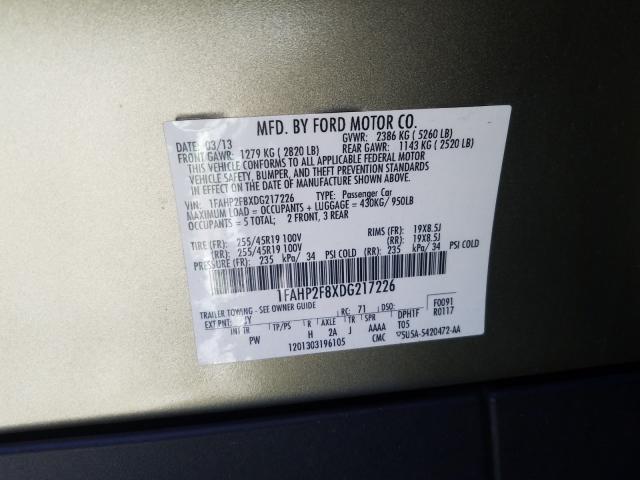 MFD. BY FORD MOTOR CO.
DATE: 03/13 GVWR: 2386 KG (5260 LB)
FRONT GAWR: 1279 KG (2820 LB) REAR GAWR: 1143 KG (2520 LB)
THIS VEHICLE CONFORMS TO ALL APPLICABLE FEDERAL MOTOR
VEHICLE SAFETY, BUMPER, AND THEFT PREVENTION STANDARDS
IN EFFECT ON THE DATE OF MANUFACTURE SHOWN ABOVE.
VIN: 1FAHP2F8XDG217226 TYPE: Passenger Car
MAXIMUM LOAD = OCCUPANTS + LUGGAGE = 430KG/950LB
OCCUPANTS = 5 TOTAL; 2 FRONT, 3 REAR
TIRE (FR): 255/45R19 100V RIMS (FR): 19X8.5J
(RR): 255/45R19 100V (RR): 19X8.5J
PRESSURE (FR): 235 kPa/ 34 PSI COLD (RR): 235 kPa/ 34 PSI COLD
1FAHP2F8XDG217226
TRAILER TOWING - SEE OWNER GUIDE
EXT PNT: RC: 71 DSO: F0091
INT TR TP/PS R AXLE TR SPR DPHTF R0117
PW H 2A J AAAA T05
1201303196105 CMC 5U5A-5420472-AA